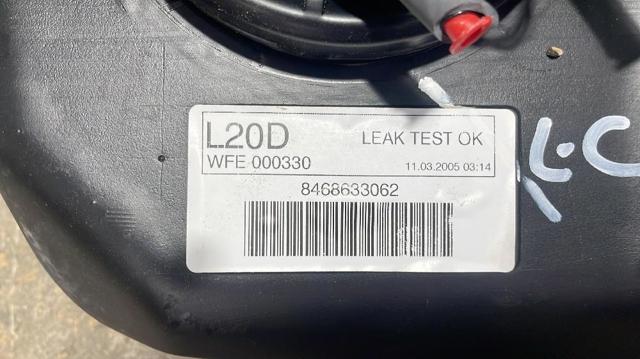 L20D
LEAK TEST OK
WFE 000330
11.03.2005 03:14
8468633062
L-C